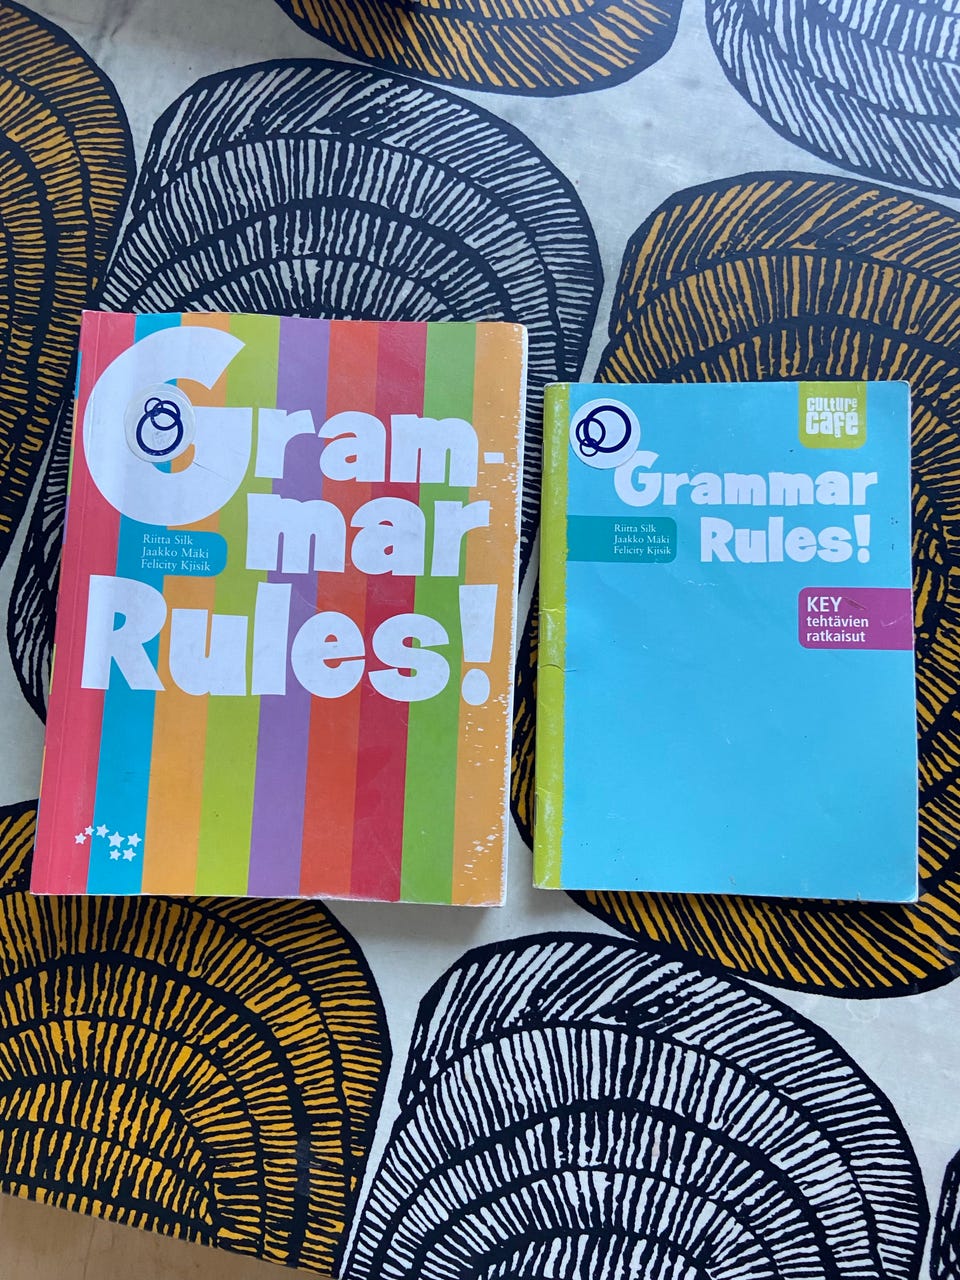 Gram-
mar
Rules!
Riitta Silk
Jaakko Mäki
Felicity Kjisik
culture
café
Grammar
Rules!
Riitta Silk
Jaakko Mäki
Felicity Kjisik
KEY
tehtävien
ratkaisut